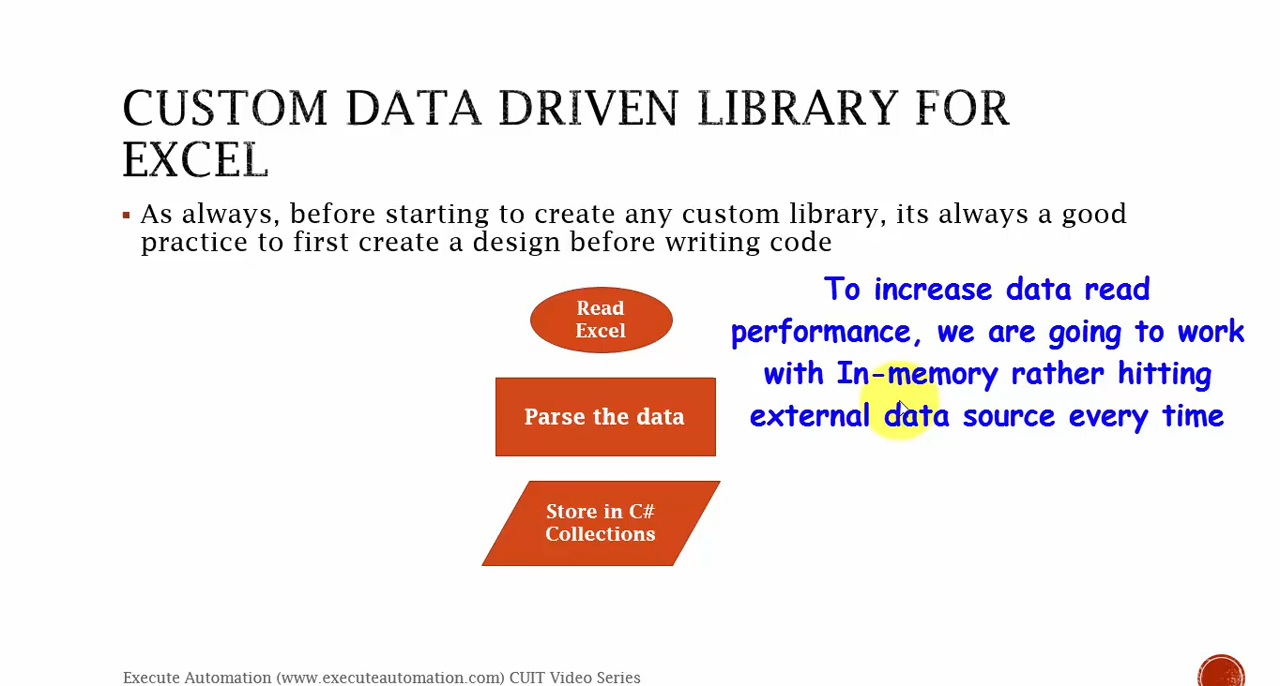 CUSTOM DATA DRIVEN LIBRARY FOR
EXCEL
As always, before starting to create any custom library, its always a good
practice to first create a design before writing code
Read
Excel
To increase data read
performance, we are going to work
with In-memory rather hitting
external data source every time
Parse the data
Store in C#
Collections
Execute Automation (www.executeautomation.com) CUIT Video Series